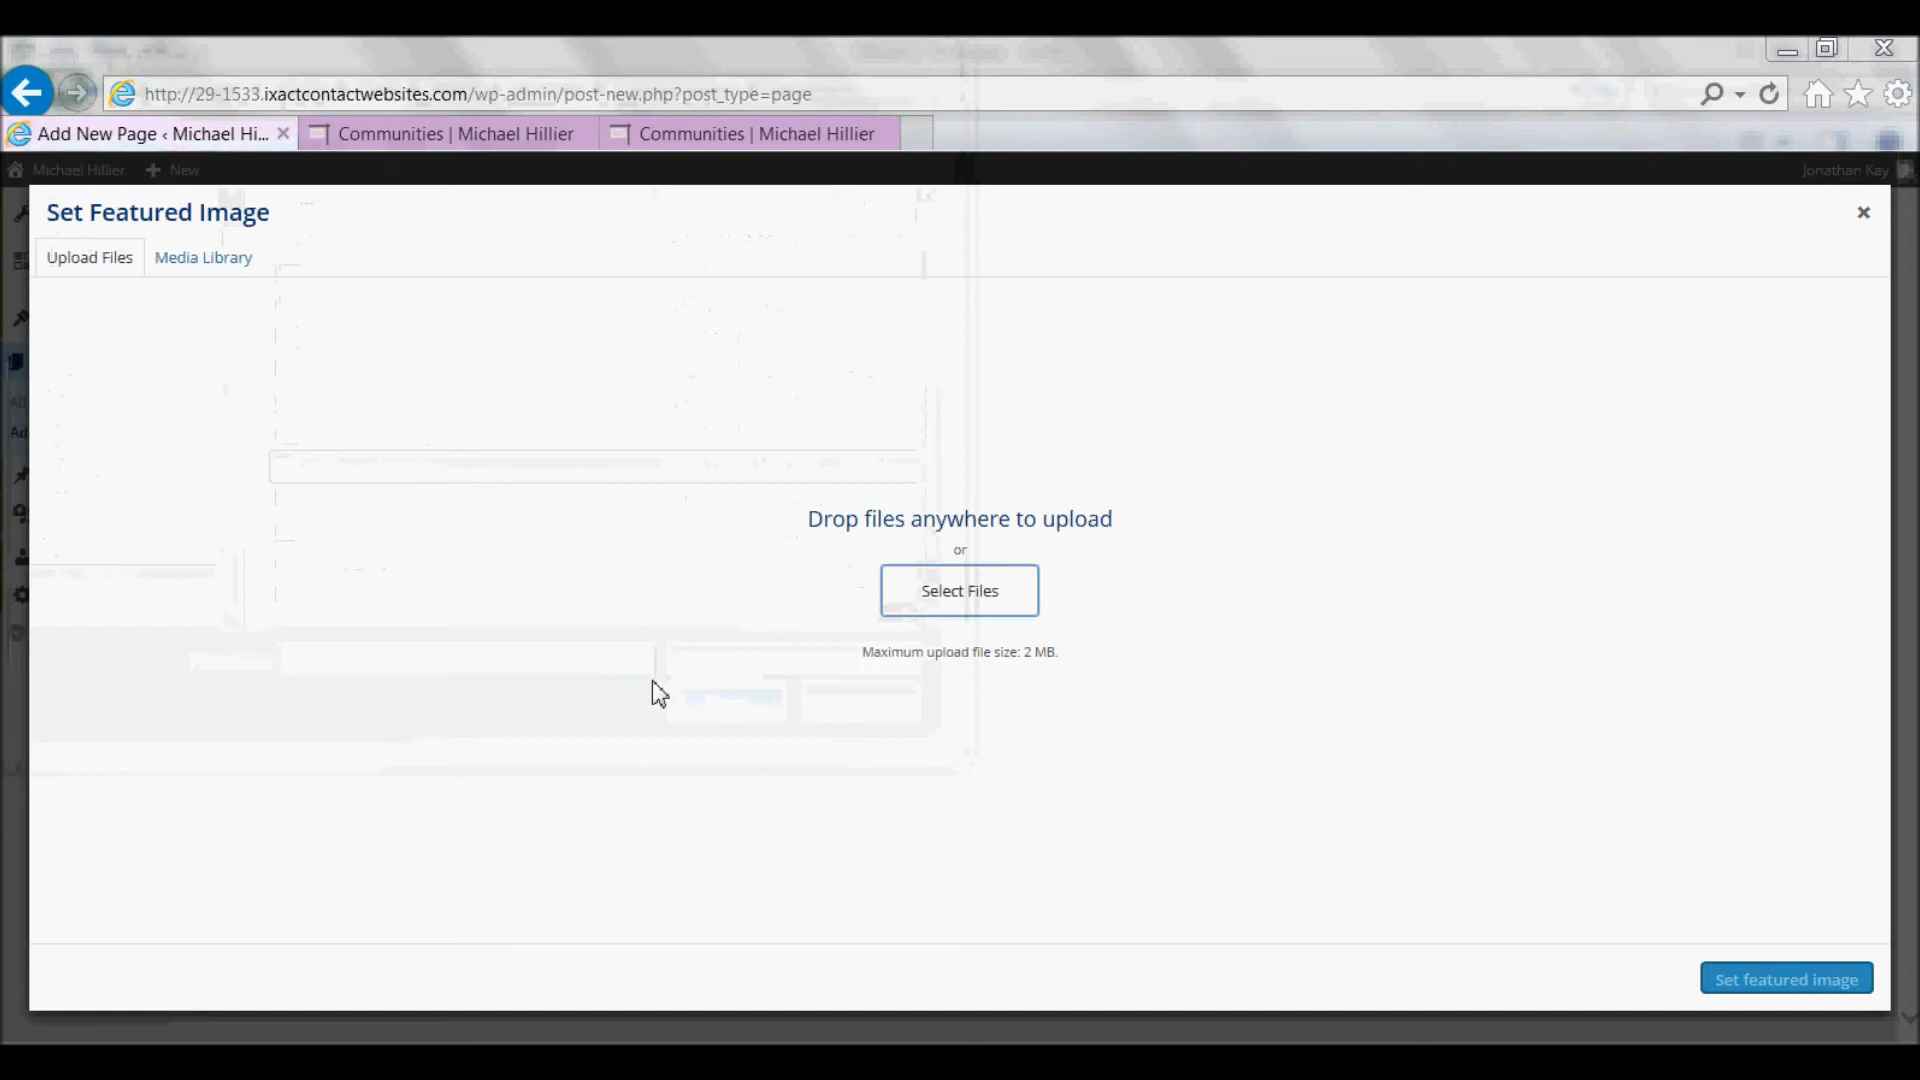 http://29-1533.ixactcontactwebsites.com/wp-admin/post-new.php?post_type=page
Add New Page ‹ Michael Hi...
Communities | Michael Hillier
Communities | Michael Hillier
Michael Hillier
New
Jonathan Kay
Set Featured Image
Upload Files
Media Library
Drop files anywhere to upload
or
Select Files
Maximum upload file size: 2 MB.
Set featured image